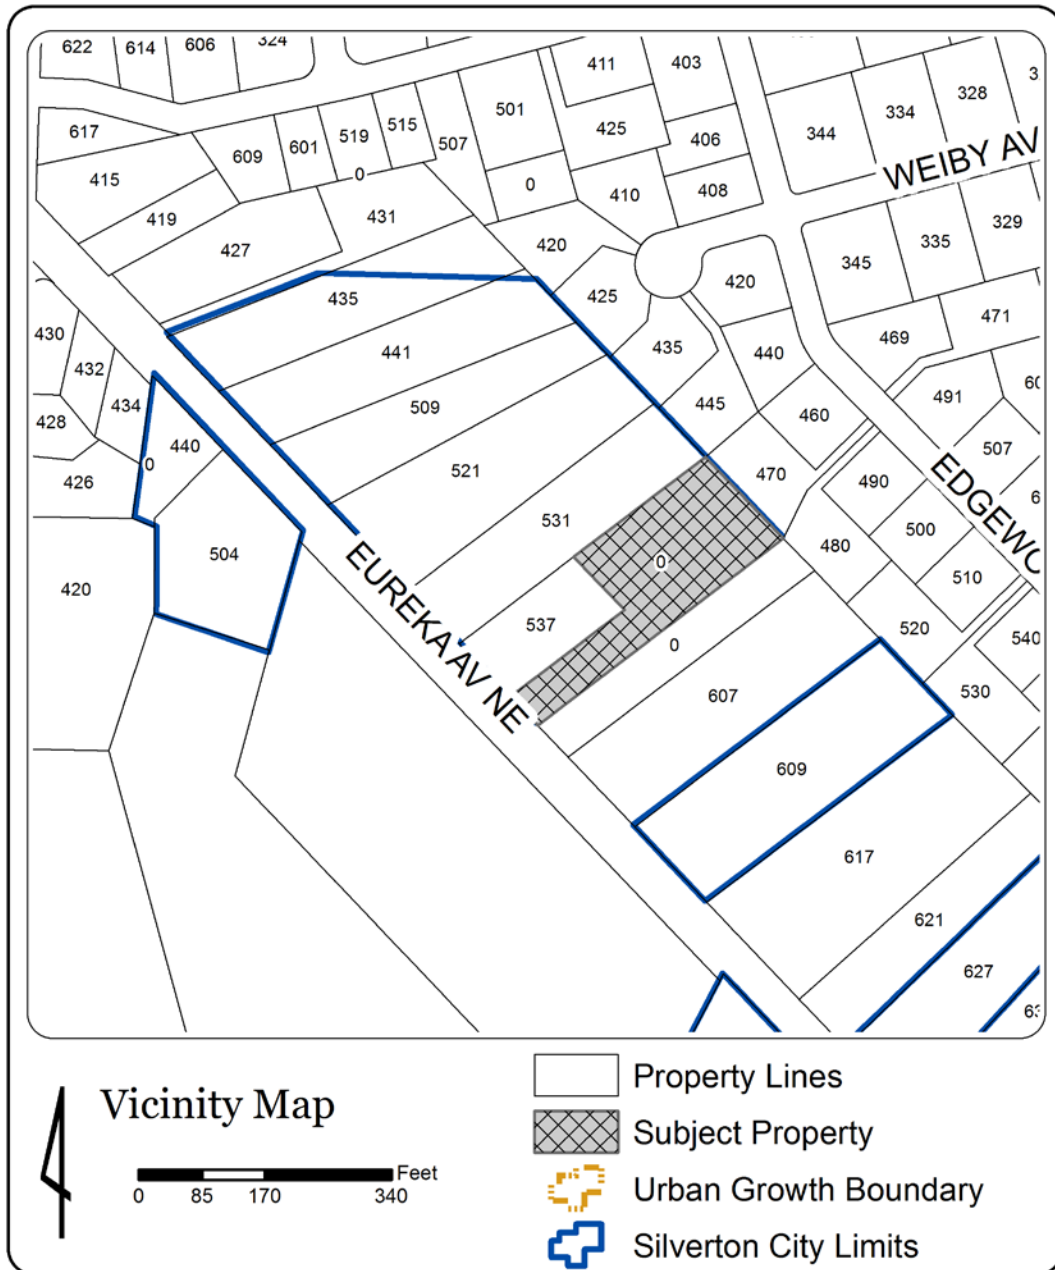 622 614 606 324
411 403
334 328
617 609 601 519 515 507 501 425 406 344
WEIBY AV
415 0 0 410 408
419 431 329
427 420 345 335
435 425 420
430 441 435 440 469 471
432
428 434 509 445 460 491
440 507
426 0 521 470 490
EDGEWO
504 531 0 480 500
420 510
EUREKA AV NE
537 0 520 540
607 530
609
617
621
627
Vicinity Map
Feet
0 85 170 340
Property Lines
Subject Property
Urban Growth Boundary
Silverton City Limits